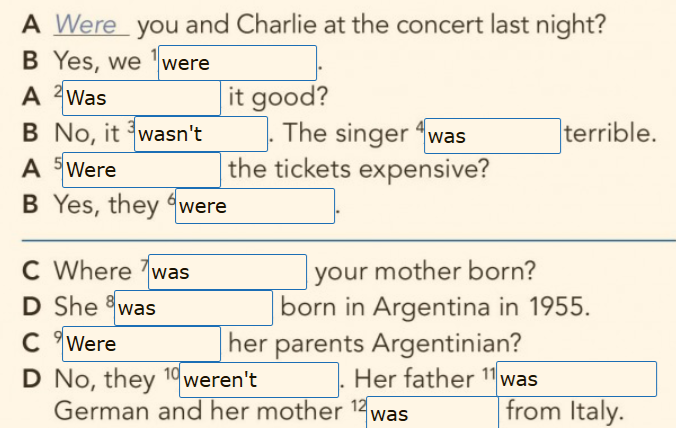 A Were you and Charlie at the concert last night?
B Yes, we ¹were.
A ²Was it good?
B No, it ³wasn't. The singer ⁴was terrible.
A ⁵Were the tickets expensive?
B Yes, they ⁶were.
C Where ⁷was your mother born?
D She ⁸was born in Argentina in 1955.
C ⁹Were her parents Argentinian?
D No, they ¹⁰weren't. Her father ¹¹was
German and her mother ¹²was from Italy.